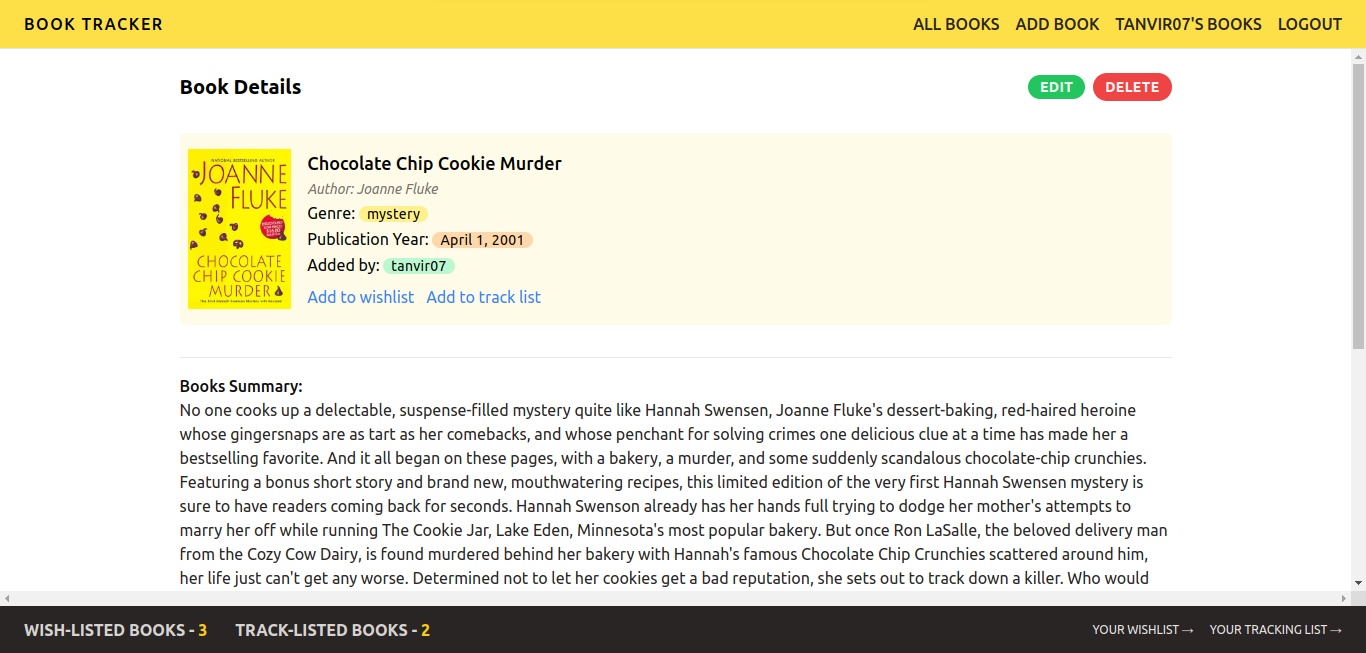 BOOK TRACKER
ALL BOOKS ADD BOOK TANVIR07'S BOOKS LOGOUT
Book Details
EDIT DELETE
NATIONAL BESTSELLING AUTHOR
JOANNE
FLUKE
CHOCOLATE
CHIP COOKIE
MURDER
Chocolate Chip Cookie Murder
Author: Joanne Fluke
Genre: mystery
Publication Year: April 1, 2001
Added by: tanvir07
Add to wishlist Add to track list
Books Summary:
No one cooks up a delectable, suspense-filled mystery quite like Hannah Swensen, Joanne Fluke's dessert-baking, red-haired heroine
whose gingersnaps are as tart as her comebacks, and whose penchant for solving crimes one delicious clue at a time has made her a
bestselling favorite. And it all began on these pages, with a bakery, a murder, and some suddenly scandalous chocolate-chip crunchies.
Featuring a bonus short story and brand new, mouthwatering recipes, this limited edition of the very first Hannah Swensen mystery is
sure to have readers coming back for seconds. Hannah Swenson already has her hands full trying to dodge her mother's attempts to
marry her off while running The Cookie Jar, Lake Eden, Minnesota's most popular bakery. But once Ron LaSalle, the beloved delivery man
from the Cozy Cow Dairy, is found murdered behind her bakery with Hannah's famous Chocolate Chip Crunchies scattered around him,
her life just can't get any worse. Determined not to let her cookies get a bad reputation, she sets out to track down a killer. Who would
WISH-LISTED BOOKS - 3 TRACK-LISTED BOOKS - 2
YOUR WISHLIST → YOUR TRACKING LIST →